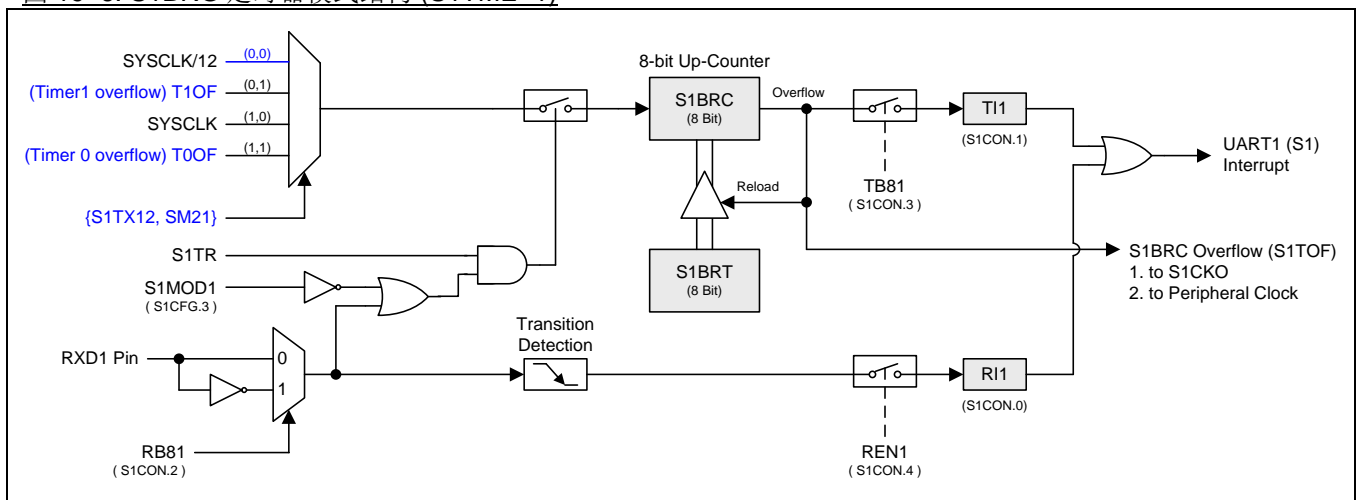 SYSCLK/12
(0,0)
(Timer1 overflow) T1OF
(0,1)
SYSCLK
(1,0)
(Timer 0 overflow) T0OF
(1,1)
{S1TX12, SM21}
S1TR
S1MOD1
( S1CFG.3 )
RXD1 Pin
0
1
RB81
( S1CON.2 )
8-bit Up-Counter
S1BRC
(8 Bit)
Overflow
Reload
S1BRT
(8 Bit)
Transition
Detection
TB81
( S1CON.3 )
TI1
(S1CON.1)
UART1 (S1)
Interrupt
S1BRC Overflow (S1TOF)
1. to S1CKO
2. to Peripheral Clock
REN1
( S1CON.4 )
RI1
(S1CON.0)